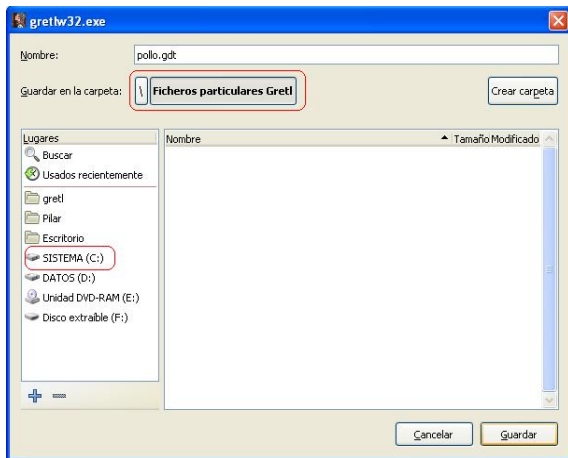 gretlw32.exe
Nombre: pollo.gdt
Guardar en la carpeta: \ Ficheros particulares Gretl Crear carpeta
Lugares
Buscar
Usados recientemente
gretl
Pilar
Escritorio
SISTEMA (C:)
DATOS (D:)
Unidad DVD-RAM (E:)
Disco extraíble (F:)
Nombre Tamaño Modificado
Cancelar Guardar